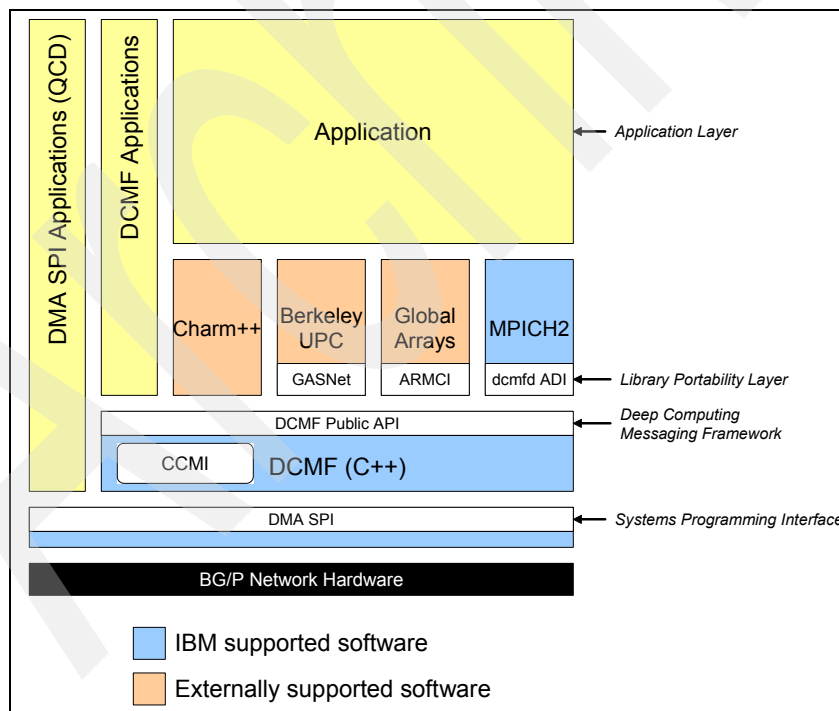 DMA SPI Applications (QCD)
DCMF Applications
Application
Application Layer
Charm++
Berkeley
UPC
Global
Arrays
MPICH2
GASNet
ARMCI
dcmfd ADI
Library Portability Layer
DCMF Public API
Deep Computing
Messaging Framework
CCMI
DCMF (C++)
DMA SPI
Systems Programming Interface
BG/P Network Hardware
IBM supported software
Externally supported software